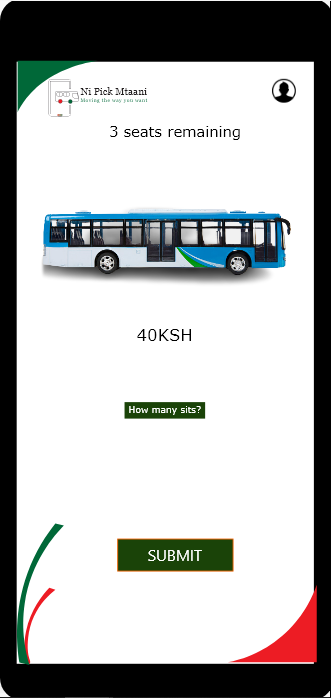 Ni Pick Mtaani
Moving the way you want
3 seats remaining
40KSH
How many sits?
SUBMIT